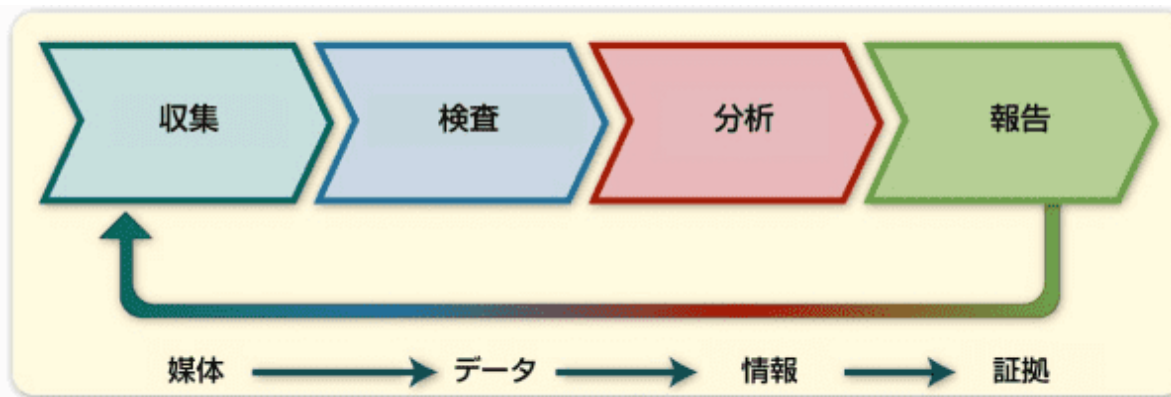 収集 検査 分析 報告
媒体 データ 情報 証拠